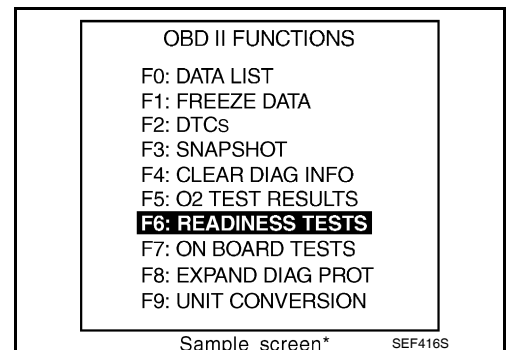 OBD II FUNCTIONS
F0: DATA LIST
F1: FREEZE DATA
F2: DTCs
F3: SNAPSHOT
F4: CLEAR DIAG INFO
F5: O2 TEST RESULTS
F6: READINESS TESTS
F7: ON BOARD TESTS
F8: EXPAND DIAG PROT
F9: UNIT CONVERSION
Sample screen* SEF416S